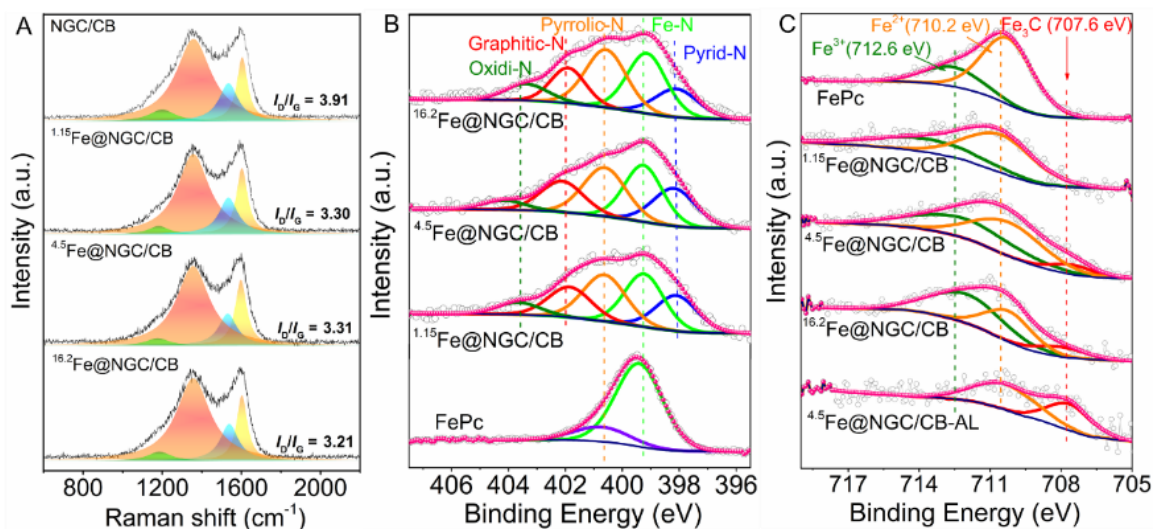 A
NGC/CB
I_D/I_G = 3.91
^1.15Fe@NGC/CB
I_D/I_G = 3.30
^4.5Fe@NGC/CB
I_D/I_G = 3.31
^16.2Fe@NGC/CB
I_D/I_G = 3.21
Intensity (a.u.)
800 1200 1600 2000
Raman shift (cm⁻¹)
B
Pyrrolic-N
Fe-N
Graphitic-N
Pyrid-N
Oxidi-N
^16.2Fe@NGC/CB
^4.5Fe@NGC/CB
^1.15Fe@NGC/CB
FePc
Intensity (a.u.)
406 404 402 400 398 396
Binding Energy (eV)
C
Fe²⁺(710.2 eV)
Fe₃C (707.6 eV)
Fe³⁺(712.6 eV)
FePc
^1.15Fe@NGC/CB
^4.5Fe@NGC/CB
^16.2Fe@NGC/CB
^4.5Fe@NGC/CB-AL
Intensity (a.u.)
717 714 711 708 705
Binding Energy (eV)